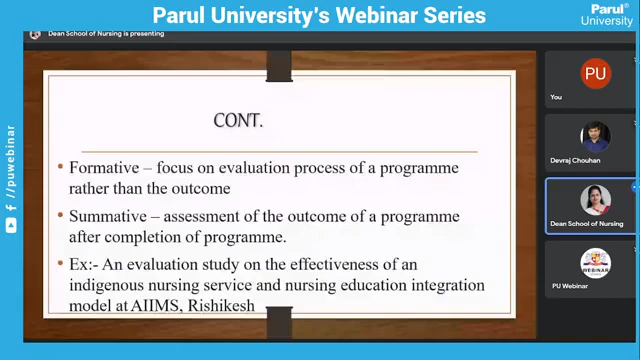 Parul University's Webinar Series
Parul®
University
Dean School of Nursing is presenting
CONT.
• Formative – focus on evaluation process of a programme
rather than the outcome
• Summative – assessment of the outcome of a programme
after completion of programme.
• Ex:- An evaluation study on the effectiveness of an
indigenous nursing service and nursing education integration
model at AIIMS, Rishikesh
PU
You
Devraj Chouhan
Dean School of Nursing
WEBINAR
PU Webinar
//puwebinar